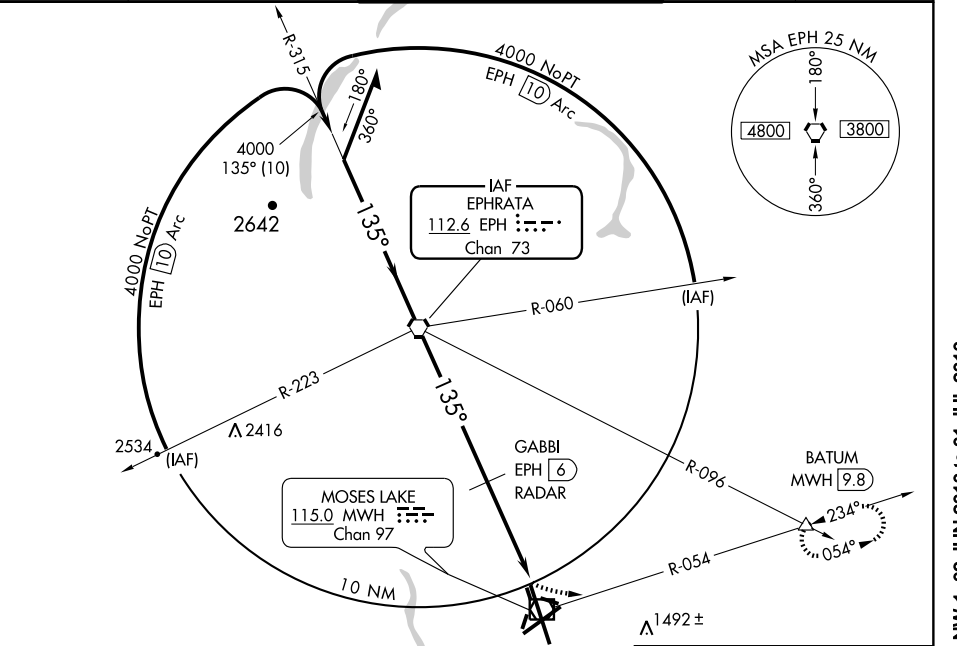 R-315
180°
360°
4000 NoPT
EPH 10 Arc
MSA EPH 25 NM
180°
4800
3800
360°
4000
135° (10)
2642
IAF
EPHRATA
112.6 EPH
Chan 73
4000 NoPT
EPH 10 Arc
135°
R-060
(IAF)
R-223
2416
2534
(IAF)
135°
GABBI
EPH 6
RADAR
R-096
BATUM
MWH 9.8
234°
054°
MOSES LAKE
115.0 MWH
Chan 97
R-054
10 NM
1492 ±